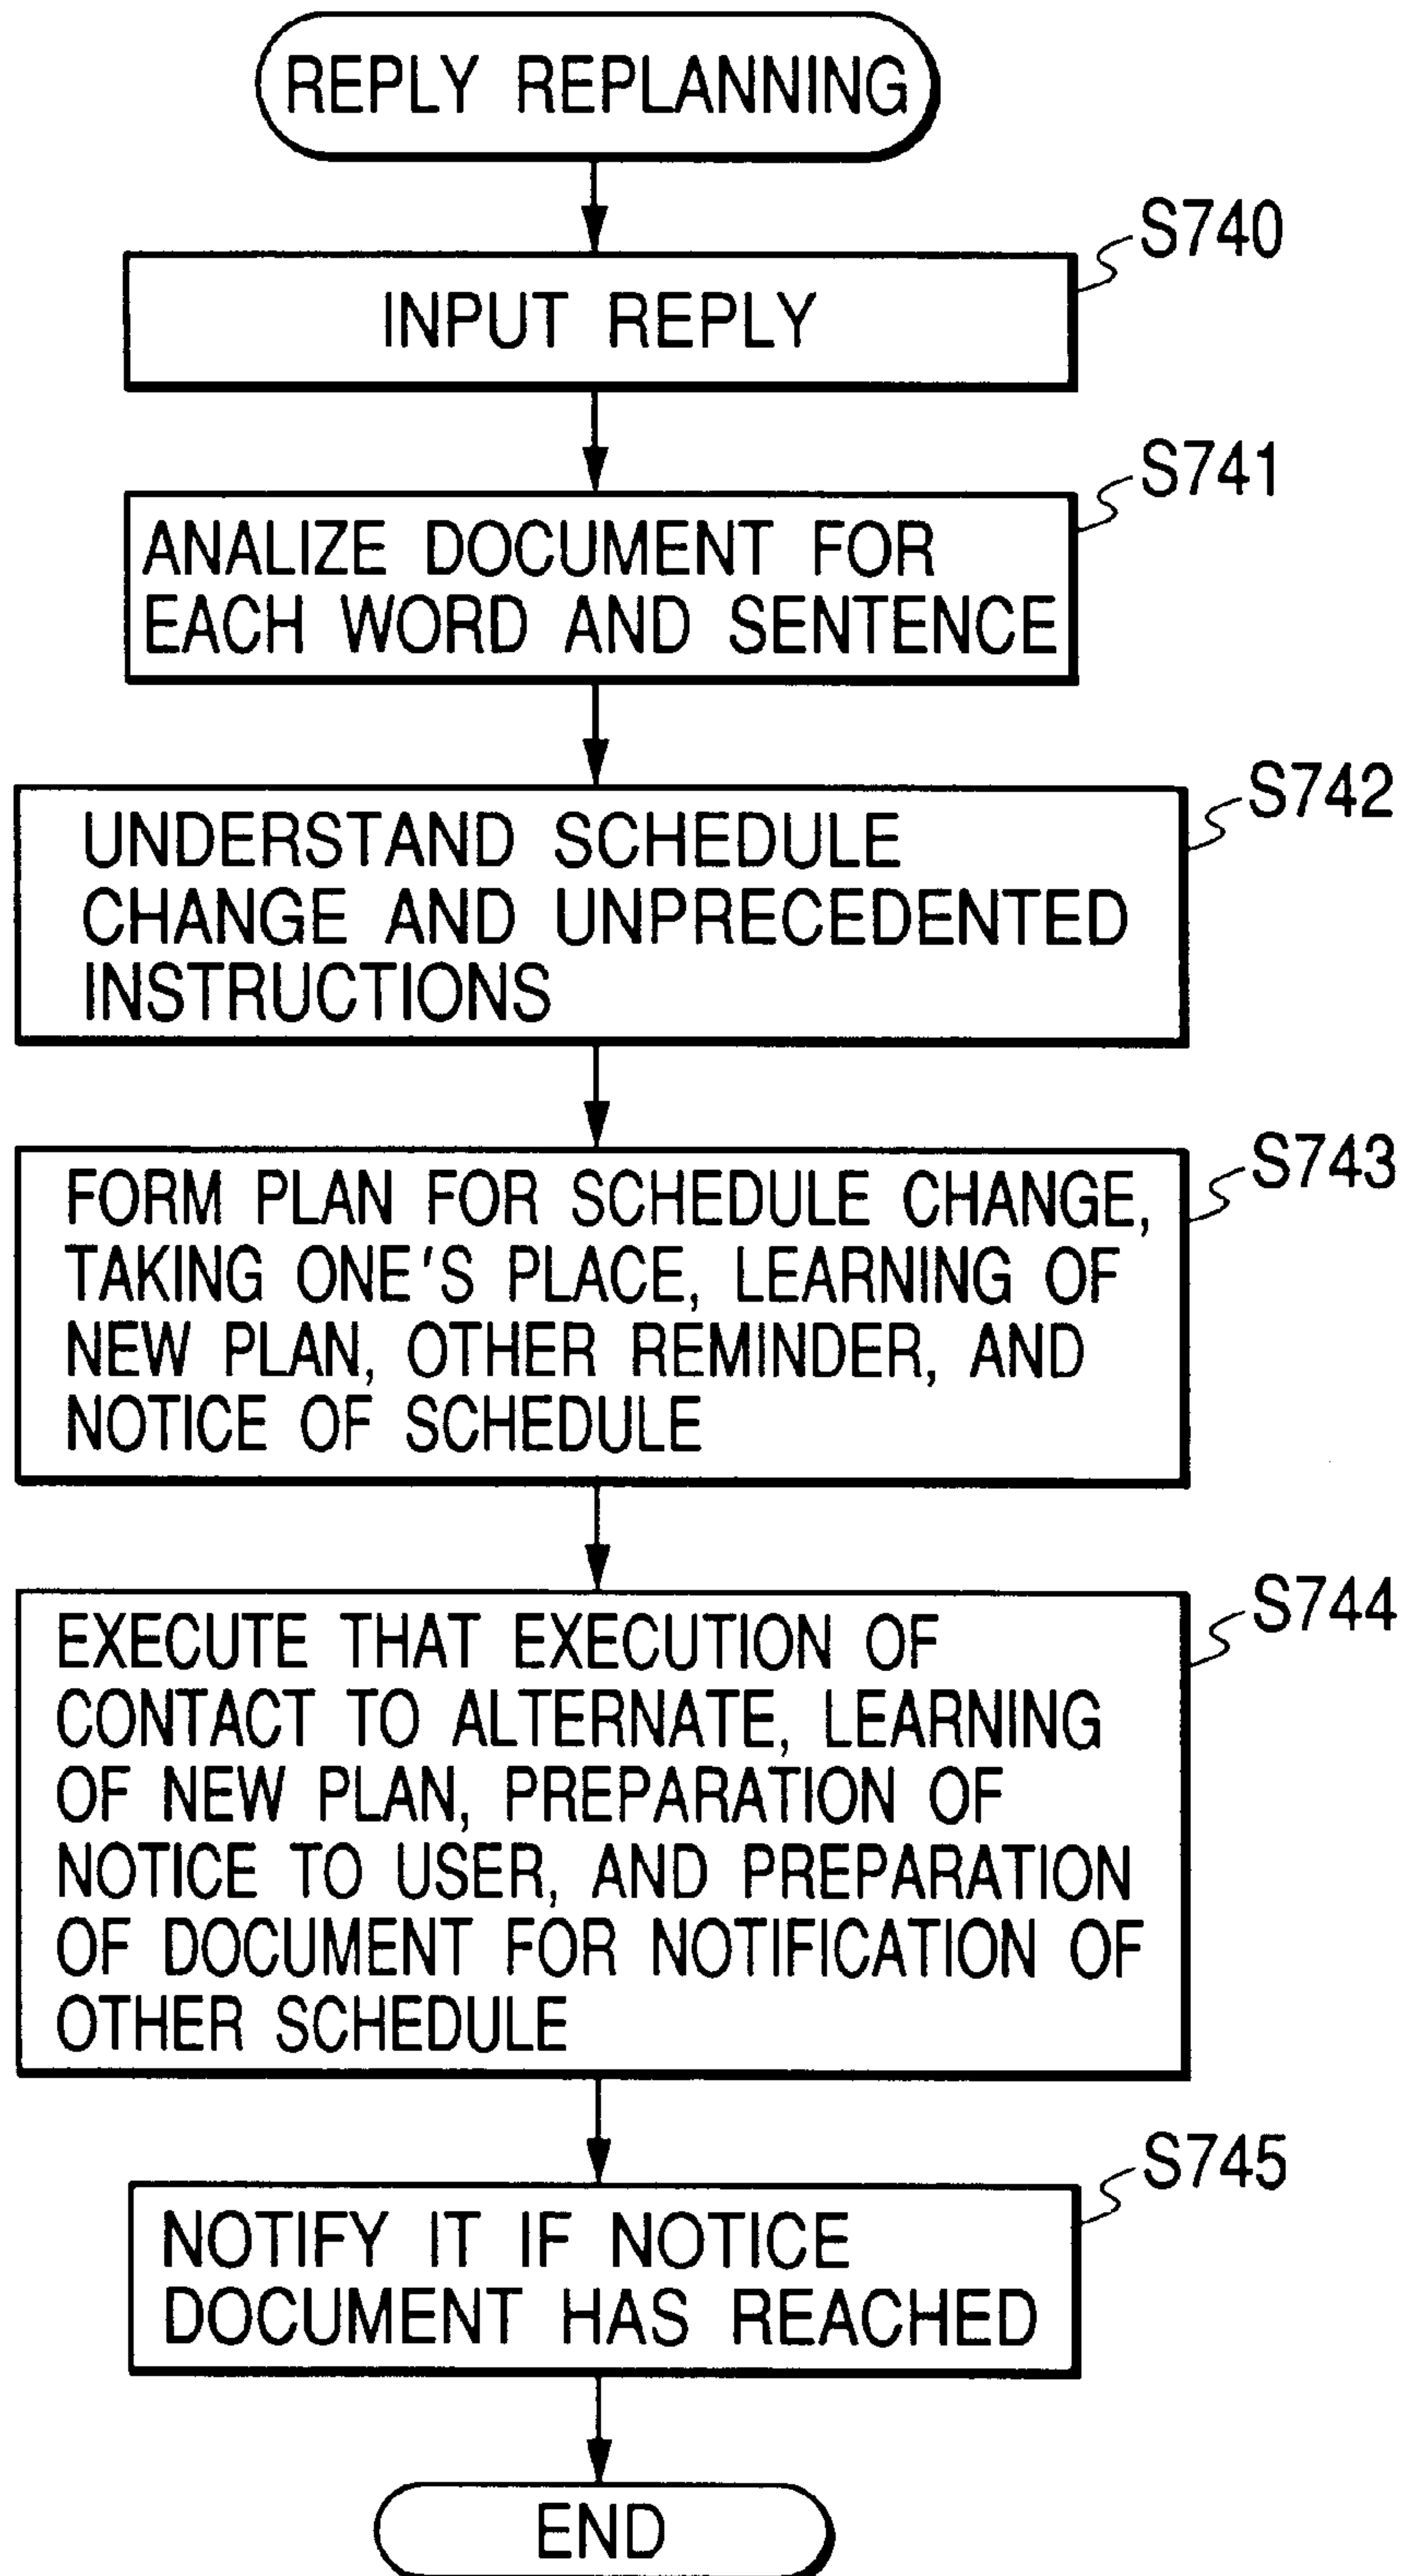 REPLY REPLANNING
S740
INPUT REPLY
S741
ANALIZE DOCUMENT FOR
EACH WORD AND SENTENCE
S742
UNDERSTAND SCHEDULE
CHANGE AND UNPRECEDENTED
INSTRUCTIONS
S743
FORM PLAN FOR SCHEDULE CHANGE,
TAKING ONE'S PLACE, LEARNING OF
NEW PLAN, OTHER REMINDER, AND
NOTICE OF SCHEDULE
S744
EXECUTE THAT EXECUTION OF
CONTACT TO ALTERNATE, LEARNING
OF NEW PLAN, PREPARATION OF
NOTICE TO USER, AND PREPARATION
OF DOCUMENT FOR NOTIFICATION OF
OTHER SCHEDULE
S745
NOTIFY IT IF NOTICE
DOCUMENT HAS REACHED
END